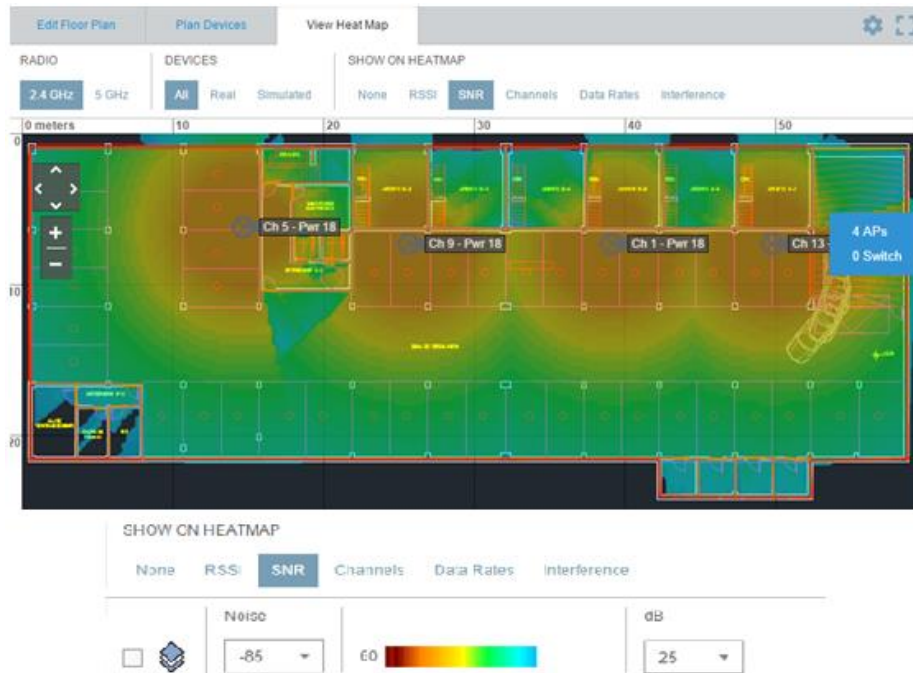 Edit Floor Plan Plan Devices View Heat Map
RADIO DEVICES SHOW ON HEATMAP
2.4 GHz 5 GHz All Real Simulated None RSSI SNR Channels Data Rates Interference
0 meters 10 20 30 40 50
0
Ch 5 - Pwr 18 Ch 9 - Pwr 18 Ch 1 - Pwr 18 Ch 13 -
4 APs
0 Switch
10
20
SHOW ON HEATMAP
None RSSI SNR Channels Data Rates Interference
Noise dB
-85 60 25